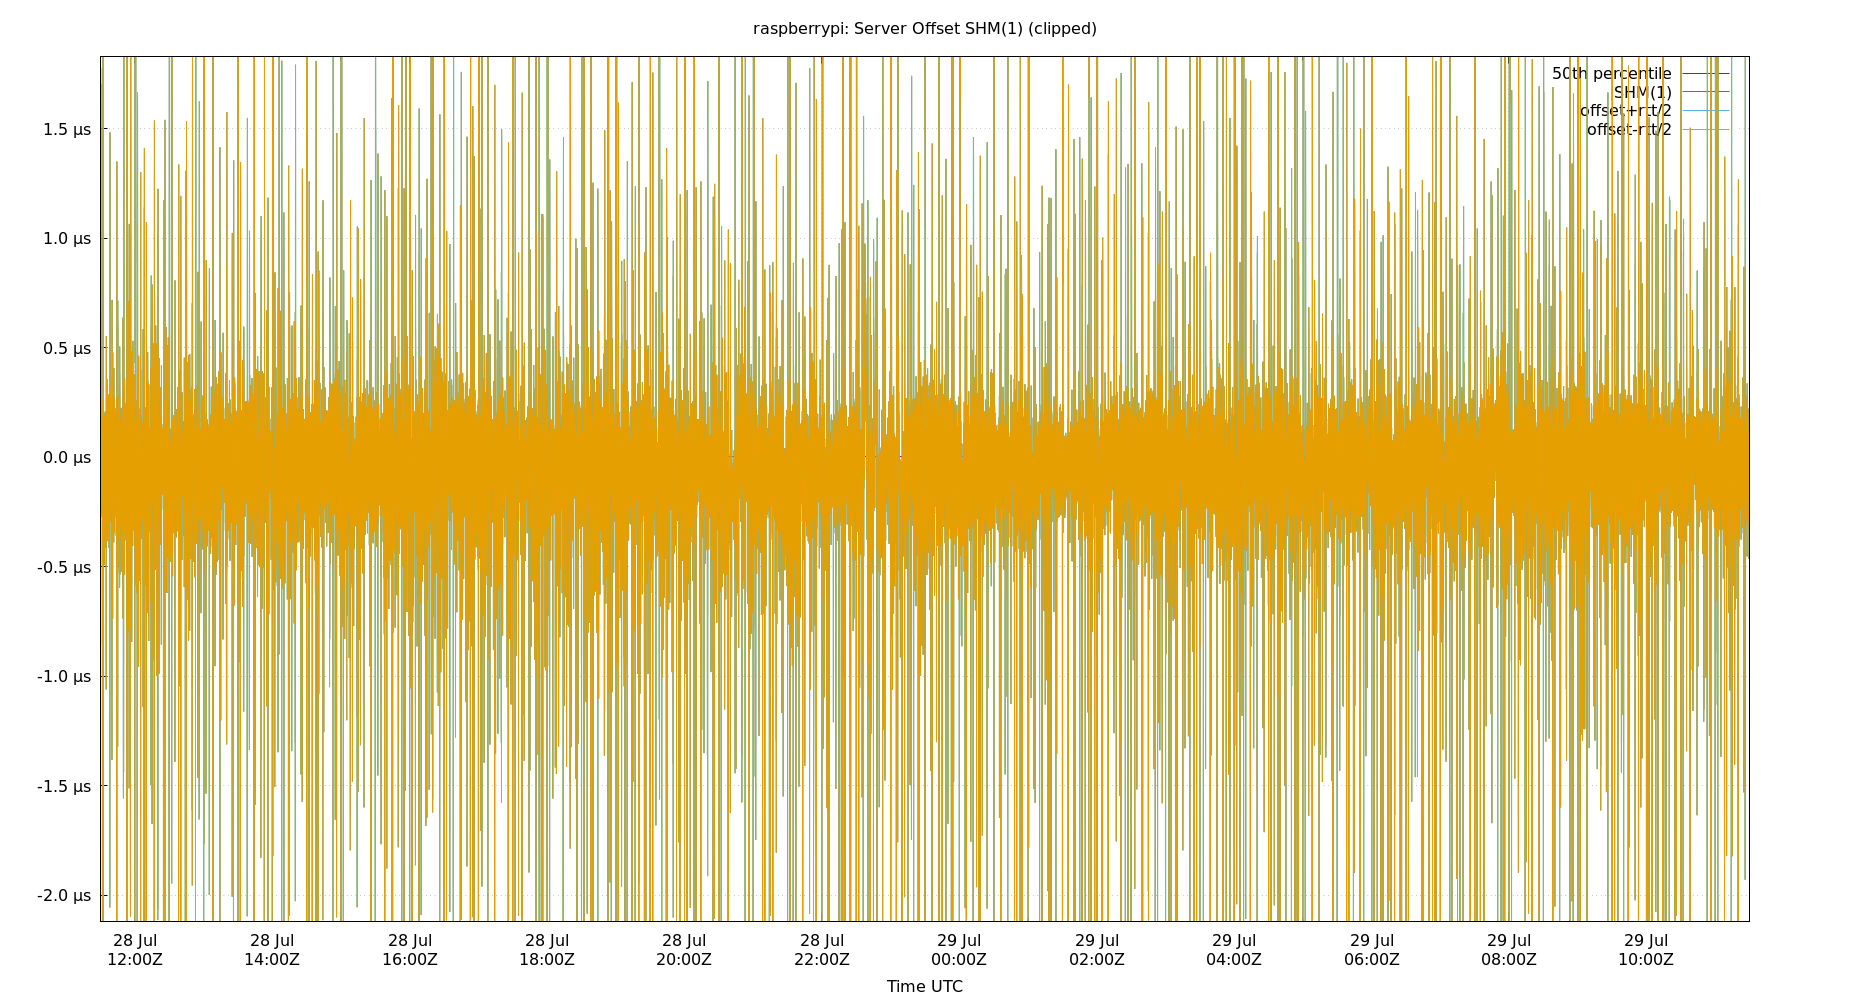 raspberrypi: Server Offset SHM(1) (clipped)
50th percentile
SHM(1)
offset+rtt/2
offset-rtt/2
1.5 µs
1.0 µs
0.5 µs
0.0 µs
-0.5 µs
-1.0 µs
-1.5 µs
-2.0 µs
28 Jul 28 Jul 28 Jul 28 Jul 28 Jul 28 Jul 29 Jul 29 Jul 29 Jul 29 Jul 29 Jul 29 Jul
12:00Z 14:00Z 16:00Z 18:00Z 20:00Z 22:00Z 00:00Z 02:00Z 04:00Z 06:00Z 08:00Z 10:00Z
Time UTC